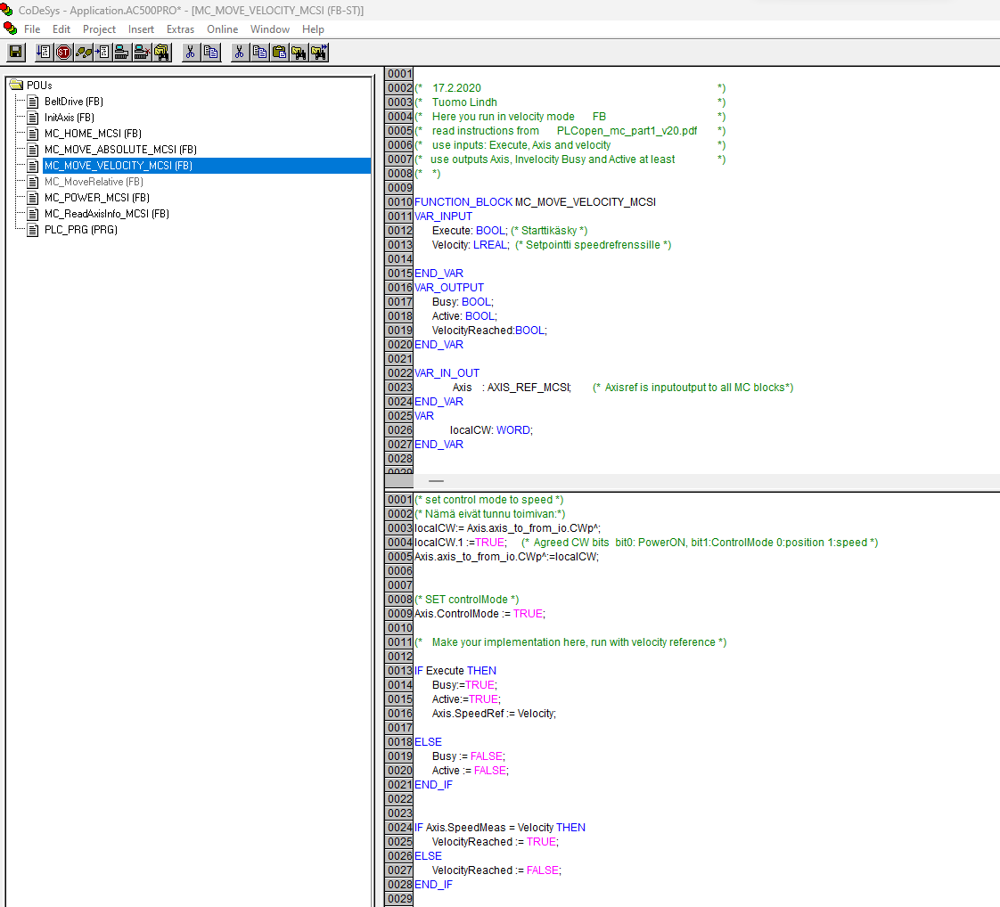 CoDeSys - Application.AC500PRO* - [MC_MOVE_VELOCITY_MCSI (FB-ST)]
File Edit Project Insert Extras Online Window Help
POUs
BeltDrive (FB)
InitAxis (FB)
MC_HOME_MCSI (FB)
MC_MOVE_ABSOLUTE_MCSI (FB)
MC_MOVE_VELOCITY_MCSI (FB)
MC_MoveRelative (FB)
MC_POWER_MCSI (FB)
MC_ReadAxisInfo_MCSI (FB)
PLC_PRG (PRG)
0001
0002 (* 17.2.2020 *)
0003 (* Tuomo Lindh *)
0004 (* Here you run in velocity mode FB *)
0005 (* read instructions from PLCopen_mc_part1_v20.pdf *)
0006 (* use inputs: Execute, Axis and velocity *)
0007 (* use outputs Axis, Invelocity Busy and Active at least *)
0008 (* *)
0009
0010 FUNCTION_BLOCK MC_MOVE_VELOCITY_MCSI
0011 VAR_INPUT
0012 Execute: BOOL; (* Starttikäsky *)
0013 Velocity: LREAL; (* Setpointti speedrefrenssille *)
0014
0015 END_VAR
0016 VAR_OUTPUT
0017 Busy: BOOL;
0018 Active: BOOL;
0019 VelocityReached:BOOL;
0020 END_VAR
0021
0022 VAR_IN_OUT
0023 Axis : AXIS_REF_MCSI; (* Axisref is inputoutput to all MC blocks*)
0024 END_VAR
0025 VAR
0026 localCW: WORD;
0027 END_VAR
0028
0029
0001 (* set control mode to speed *)
0002 (* Nämä eivät tunnu toimivan:*)
0003 localCW:= Axis.axis_to_from_io.CWp^;
0004 localCW.1 :=TRUE; (* Agreed CW bits bit0: PowerON, bit1:ControlMode 0:position 1:speed *)
0005 Axis.axis_to_from_io.CWp^:=localCW;
0006
0007
0008 (* SET controlMode *)
0009 Axis.ControlMode := TRUE;
0010
0011 (* Make your implementation here, run with velocity reference *)
0012
0013 IF Execute THEN
0014 Busy:=TRUE;
0015 Active:=TRUE;
0016 Axis.SpeedRef := Velocity;
0017
0018 ELSE
0019 Busy := FALSE;
0020 Active := FALSE;
0021 END_IF
0022
0023
0024 IF Axis.SpeedMeas = Velocity THEN
0025 VelocityReached := TRUE;
0026 ELSE
0027 VelocityReached := FALSE;
0028 END_IF
0029